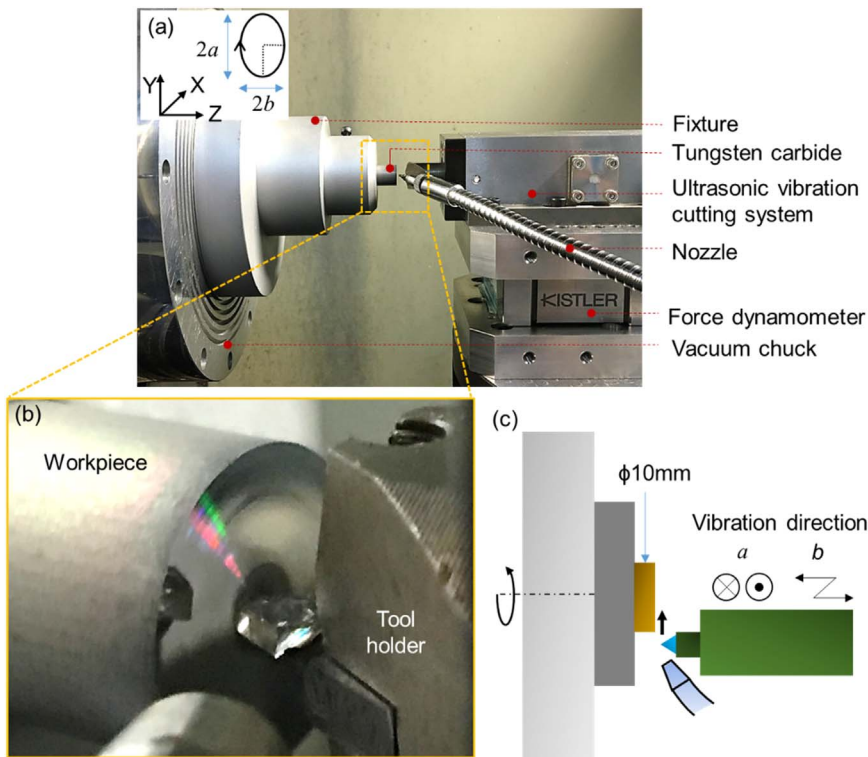 (a)
2a
2b
Y
X
Z
Fixture
Tungsten carbide
Ultrasonic vibration
cutting system
Nozzle
KISTLER
Force dynamometer
Vacuum chuck
(b)
Workpiece
Tool
holder
(c)
ϕ10mm
Vibration direction
a
b